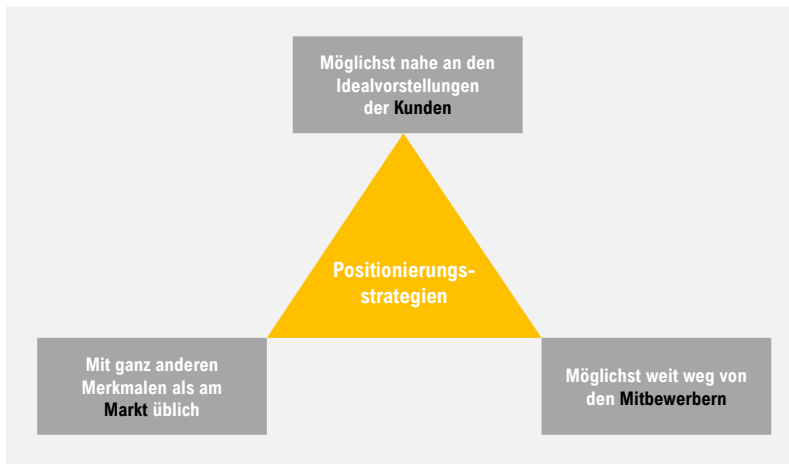 Möglichst nahe an den
Idealvorstellungen
der Kunden
Positionierungs-
strategien
Mit ganz anderen
Merkmalen als am
Markt üblich
Möglichst weit weg von
den Mitbewerbern